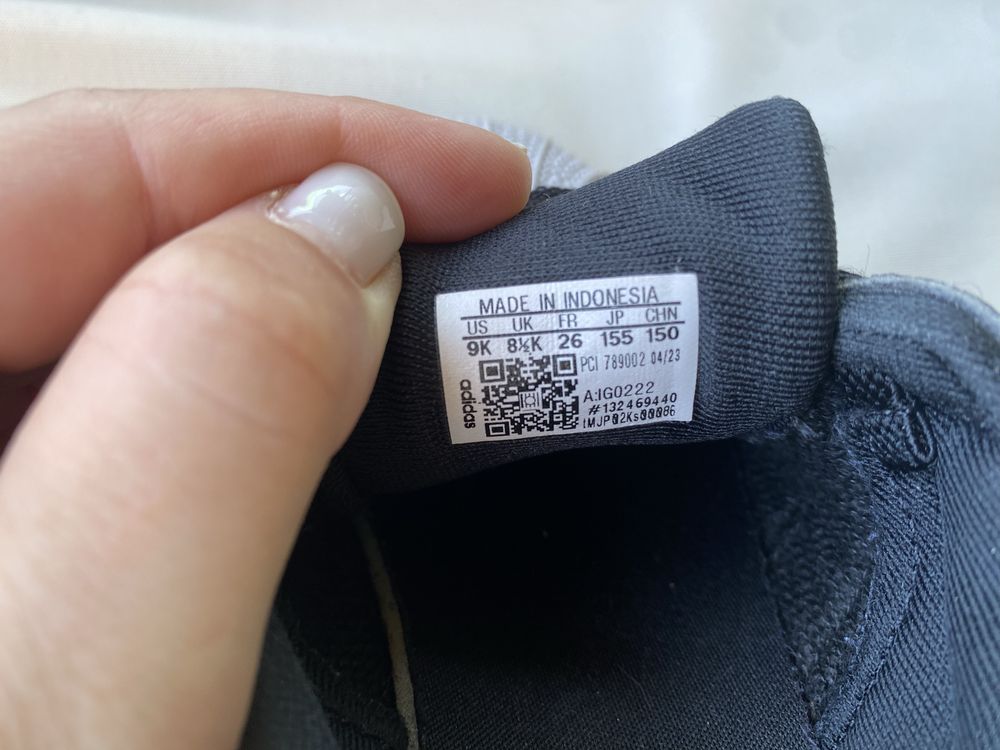 MADE IN INDONESIA
US UK FR JP CHN
9K 8½K 26 155 150
PCI 789002 04/23
adidas
A:IG0222
#132469440